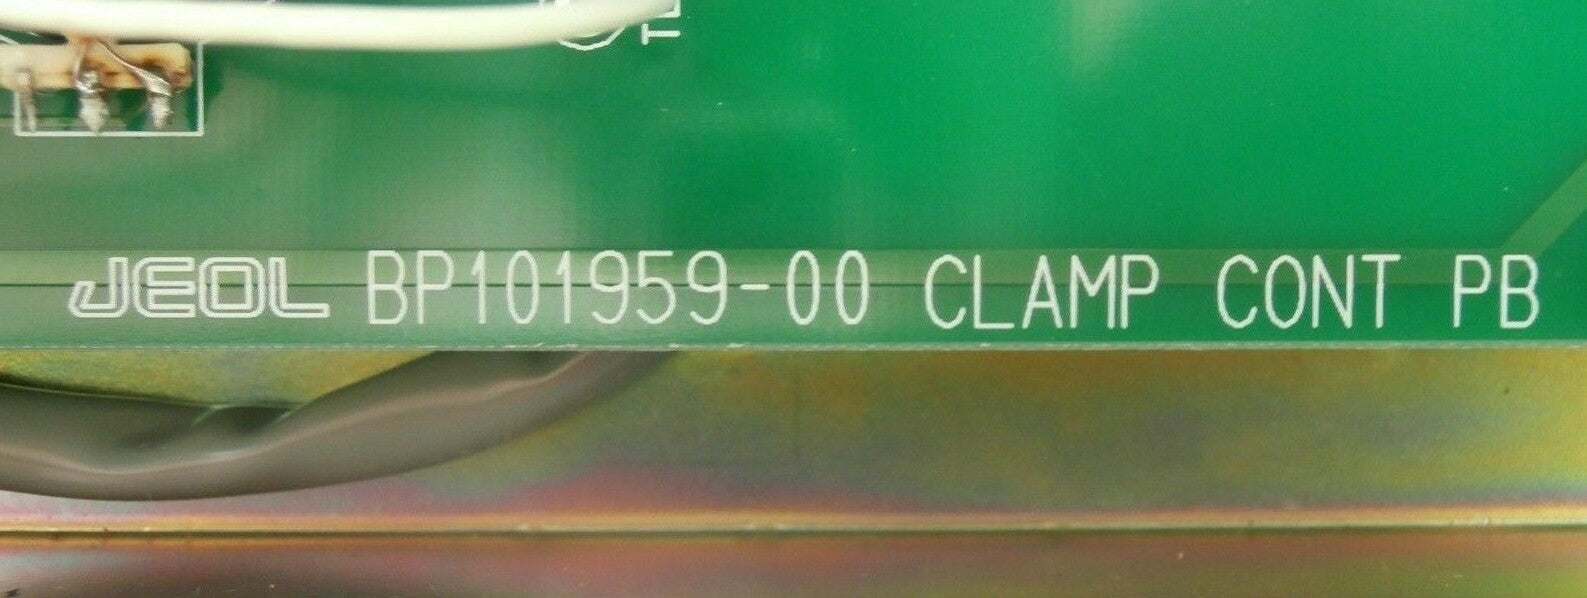 JEOL BP101959-00 CLAMP CONT PB